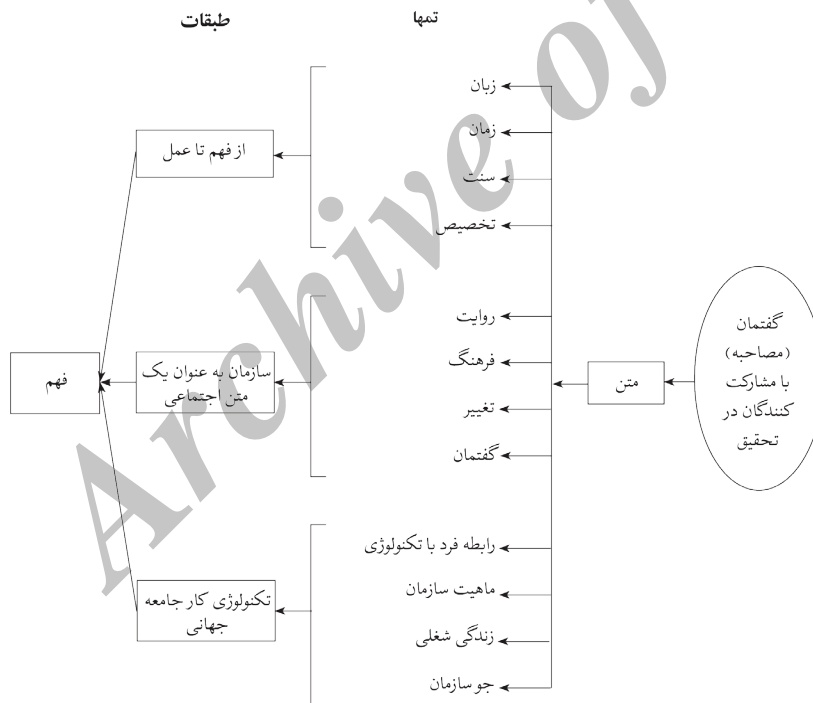 تمها
طبقات
گفتمان
(مصاحبه)
با مشارکت
کنندگان در
تحقیق
متن
زبان
زمان
سنت
تخصیص
روایت
فرهنگ
تغییر
گفتمان
رابطه فرد با تکنولوژی
ماهیت سازمان
زندگی شغلی
جو سازمان
از فهم تا عمل
سازمان به عنوان یک
متن اجتماعی
تکنولوژی کار جامعه
جهانی
فهم
Archive of